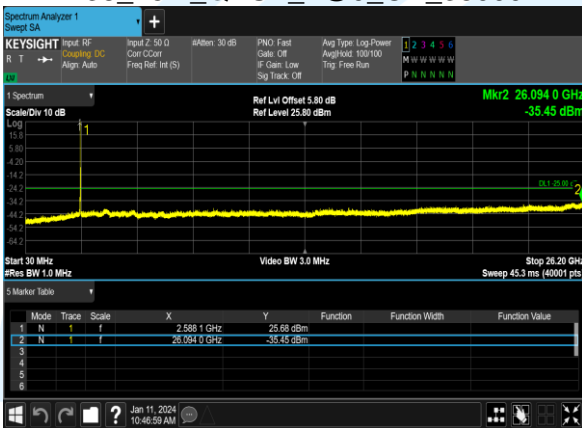 Spectrum Analyzer 1
Swept SA
+
KEYSIGHT Input: RF Input Z: 50 Ω #Atten: 30 dB PNO: Fast Avg Type: Log-Power 1 2 3 4 5 6
R T Coupling: DC Corr CCorr Gate: Off Avg|Hold: 100/100 M W W W W W
Align: Auto Freq Ref: Int (S) IF Gain: Low Trig: Free Run
Sig Track: Off P N N N N N
LW
1 Spectrum Ref Lvl Offset 5.80 dB Mkr2 26.094 0 GHz
Scale/Div 10 dB Ref Level 25.80 dBm -35.45 dBm
Log
1
15.8
5.80
-4.20
-14.2
DL1 -25.00
-24.2
2
-34.2
-44.2
-54.2
-64.2
Start 30 MHz Video BW 3.0 MHz Stop 26.20 GHz
#Res BW 1.0 MHz Sweep 45.3 ms (40001 pts
5 Marker Table
Mode Trace Scale X Y Function Function Width Function Value
1 N 1 f 2.588 1 GHz 25.68 dBm
2 N 1 f 26.094 0 GHz -35.45 dBm
3
4
5
6
? Jan 11, 2024
10:46:59 AM